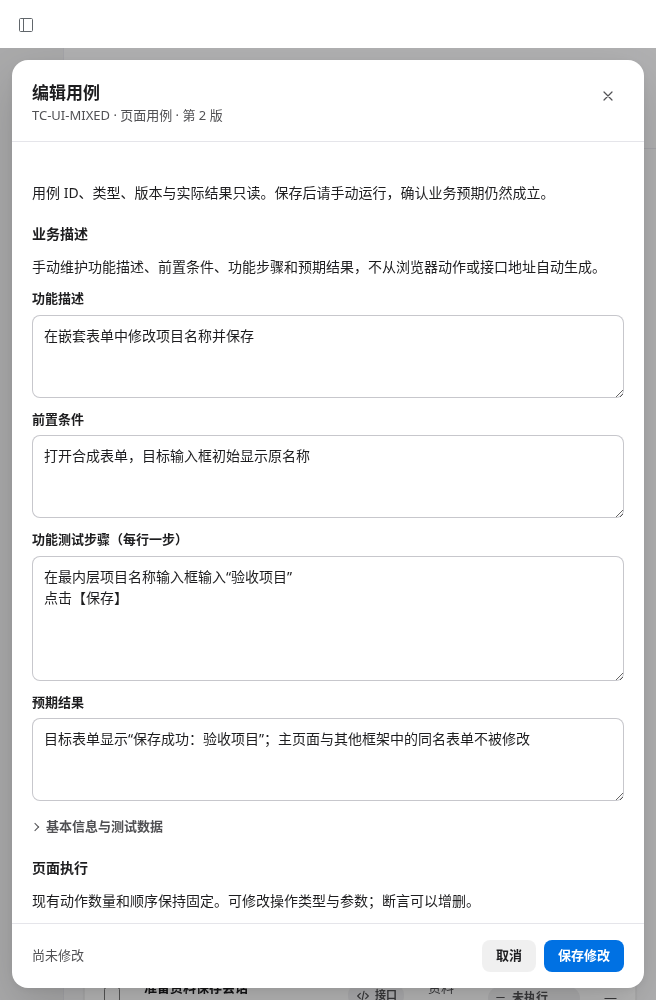 编辑用例
TC-UI-MIXED · 页面用例 · 第 2 版
用例 ID、类型、版本与实际结果只读。保存后请手动运行，确认业务预期仍然成立。
业务描述
手动维护功能描述、前置条件、功能步骤和预期结果，不从浏览器动作或接口地址自动生成。
功能描述
在嵌套表单中修改项目名称并保存
前置条件
打开合成表单，目标输入框初始显示原名称
功能测试步骤（每行一步）
在最内层项目名称输入框输入“验收项目”
点击【保存】
预期结果
目标表单显示“保存成功：验收项目”；主页面与其他框架中的同名表单不被修改
基本信息与测试数据
页面执行
现有动作数量和顺序保持固定。可修改操作类型与参数；断言可以增删。
尚未修改
取消
保存修改
接口
未执行